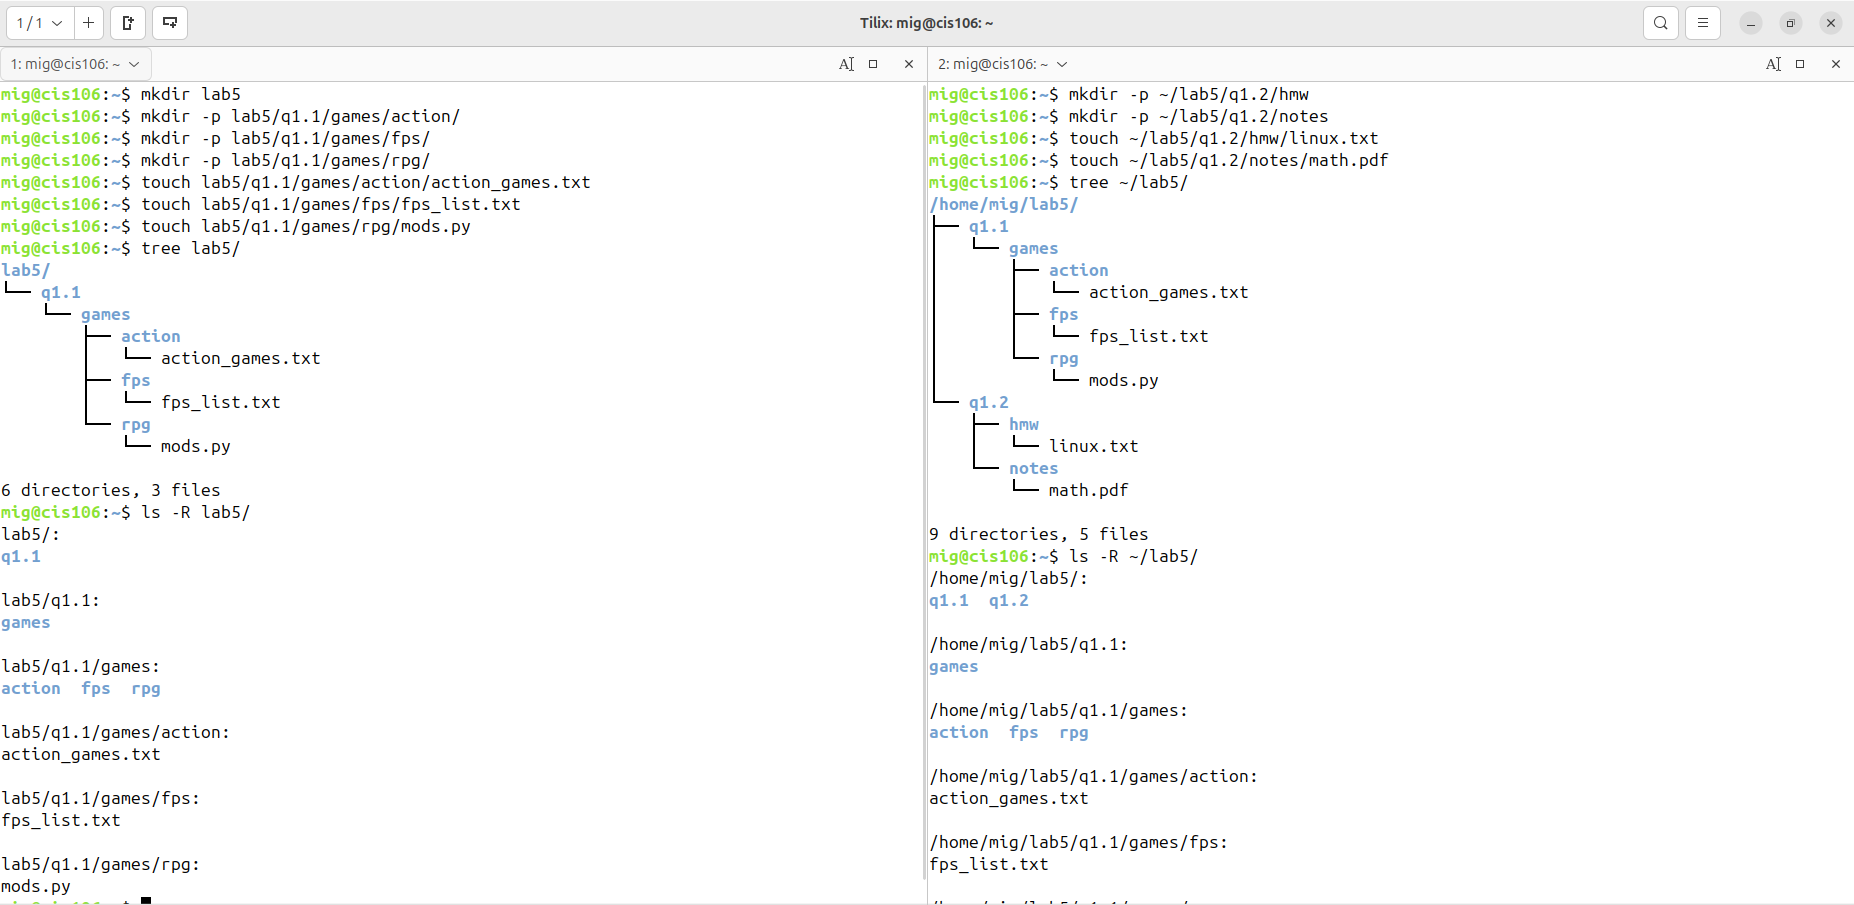 1 / 1
Tilix: mig@cis106: ~
1: mig@cis106: ~
mig@cis106:~$ mkdir lab5
mig@cis106:~$ mkdir -p lab5/q1.1/games/action/
mig@cis106:~$ mkdir -p lab5/q1.1/games/fps/
mig@cis106:~$ mkdir -p lab5/q1.1/games/rpg/
mig@cis106:~$ touch lab5/q1.1/games/action/action_games.txt
mig@cis106:~$ touch lab5/q1.1/games/fps/fps_list.txt
mig@cis106:~$ touch lab5/q1.1/games/rpg/mods.py
mig@cis106:~$ tree lab5/
lab5/
└── q1.1
    └── games
        ├── action
        │   └── action_games.txt
        ├── fps
        │   └── fps_list.txt
        └── rpg
            └── mods.py
6 directories, 3 files
mig@cis106:~$ ls -R lab5/
lab5/:
q1.1
lab5/q1.1:
games
lab5/q1.1/games:
action  fps  rpg
lab5/q1.1/games/action:
action_games.txt
lab5/q1.1/games/fps:
fps_list.txt
lab5/q1.1/games/rpg:
mods.py
2: mig@cis106: ~
mig@cis106:~$ mkdir -p ~/lab5/q1.2/hmw
mig@cis106:~$ mkdir -p ~/lab5/q1.2/notes
mig@cis106:~$ touch ~/lab5/q1.2/hmw/linux.txt
mig@cis106:~$ touch ~/lab5/q1.2/notes/math.pdf
mig@cis106:~$ tree ~/lab5/
/home/mig/lab5/
├── q1.1
│   └── games
│       ├── action
│       │   └── action_games.txt
│       ├── fps
│       │   └── fps_list.txt
│       └── rpg
│           └── mods.py
└── q1.2
    ├── hmw
    │   └── linux.txt
    └── notes
        └── math.pdf
9 directories, 5 files
mig@cis106:~$ ls -R ~/lab5/
/home/mig/lab5/:
q1.1  q1.2
/home/mig/lab5/q1.1:
games
/home/mig/lab5/q1.1/games:
action  fps  rpg
/home/mig/lab5/q1.1/games/action:
action_games.txt
/home/mig/lab5/q1.1/games/fps:
fps_list.txt